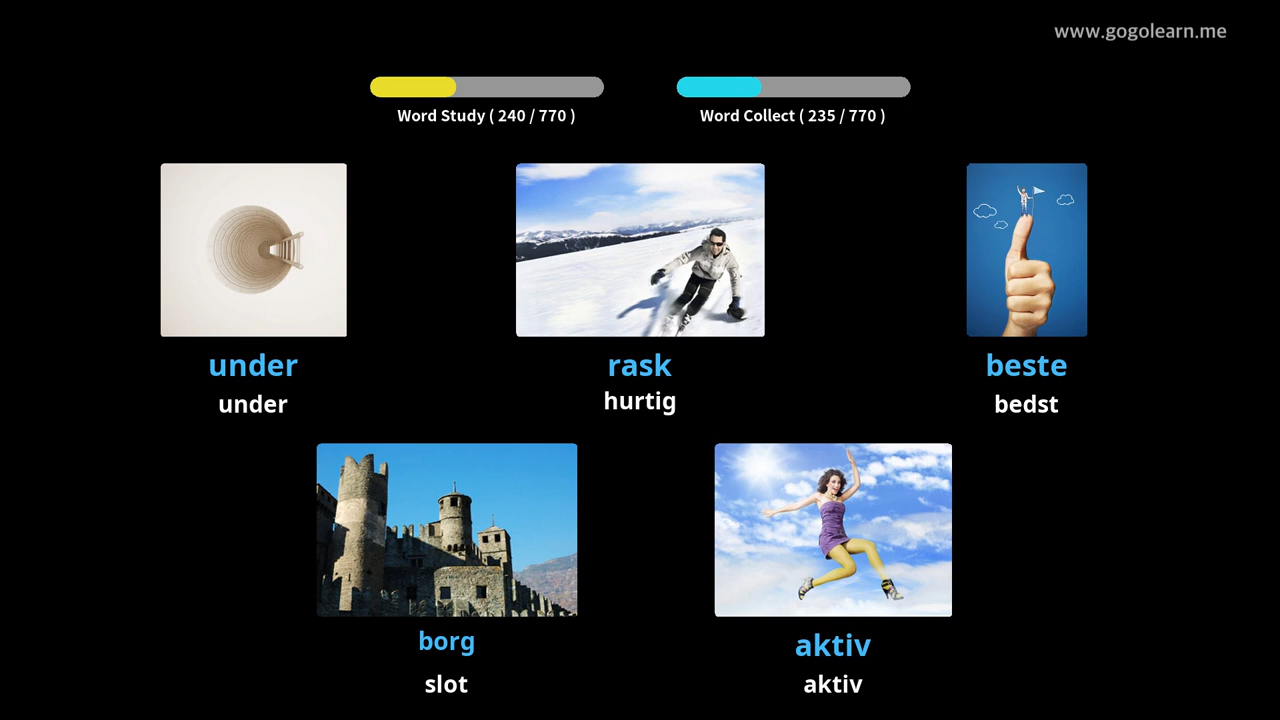 www.gogolearn.me
Word Study ( 240 / 770 )
Word Collect ( 235 / 770 )
under
under
rask
hurtig
beste
bedst
borg
slot
aktiv
aktiv